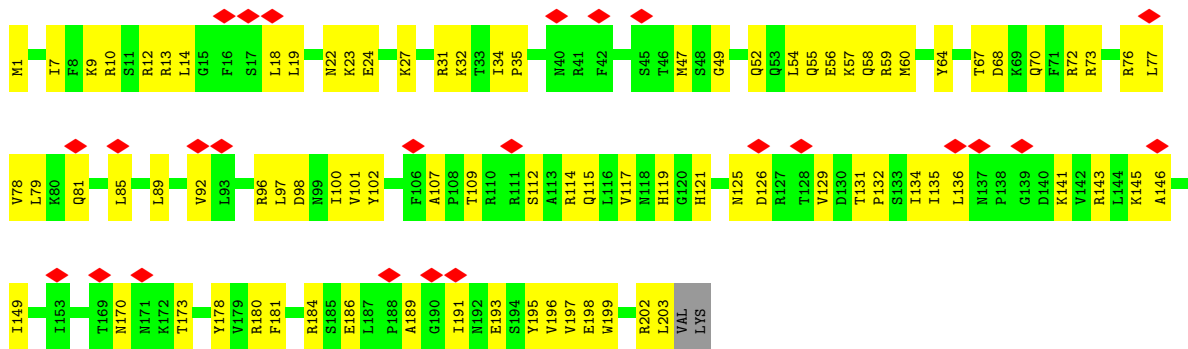 M1 I7 F8 K9 R10 S11 R12 R13 L14 G15 F16 S17 L18 L19 N22 K23 E24 K27 R31 K32 T33 I34 P35 N40 R41 F42 S45 T46 M47 S48 G49 Q52 Q53 L54 Q55 E56 K57 Q58 R59 M60 Y64 T67 D68 K69 Q70 F71 R72 R73 R76 L77
V78 L79 K80 Q81 L85 L89 V92 L93 R96 L97 D98 N99 I100 V101 Y102 F106 A107 P108 T109 R110 R111 S112 A113 R114 Q115 L116 V117 N118 H119 G120 H121 N125 D126 R127 T128 V129 D130 T131 P132 S133 I134 I135 L136 N137 P138 G139 D140 K141 V142 R143 L144 K145 A146
I149 I153 T169 N170 N171 K172 T173 Y178 V179 R180 F181 R184 S185 E186 L187 P188 A189 G190 I191 N192 E193 S194 Y195 V196 V197 E198 W199 R202 L203 VAL LYS